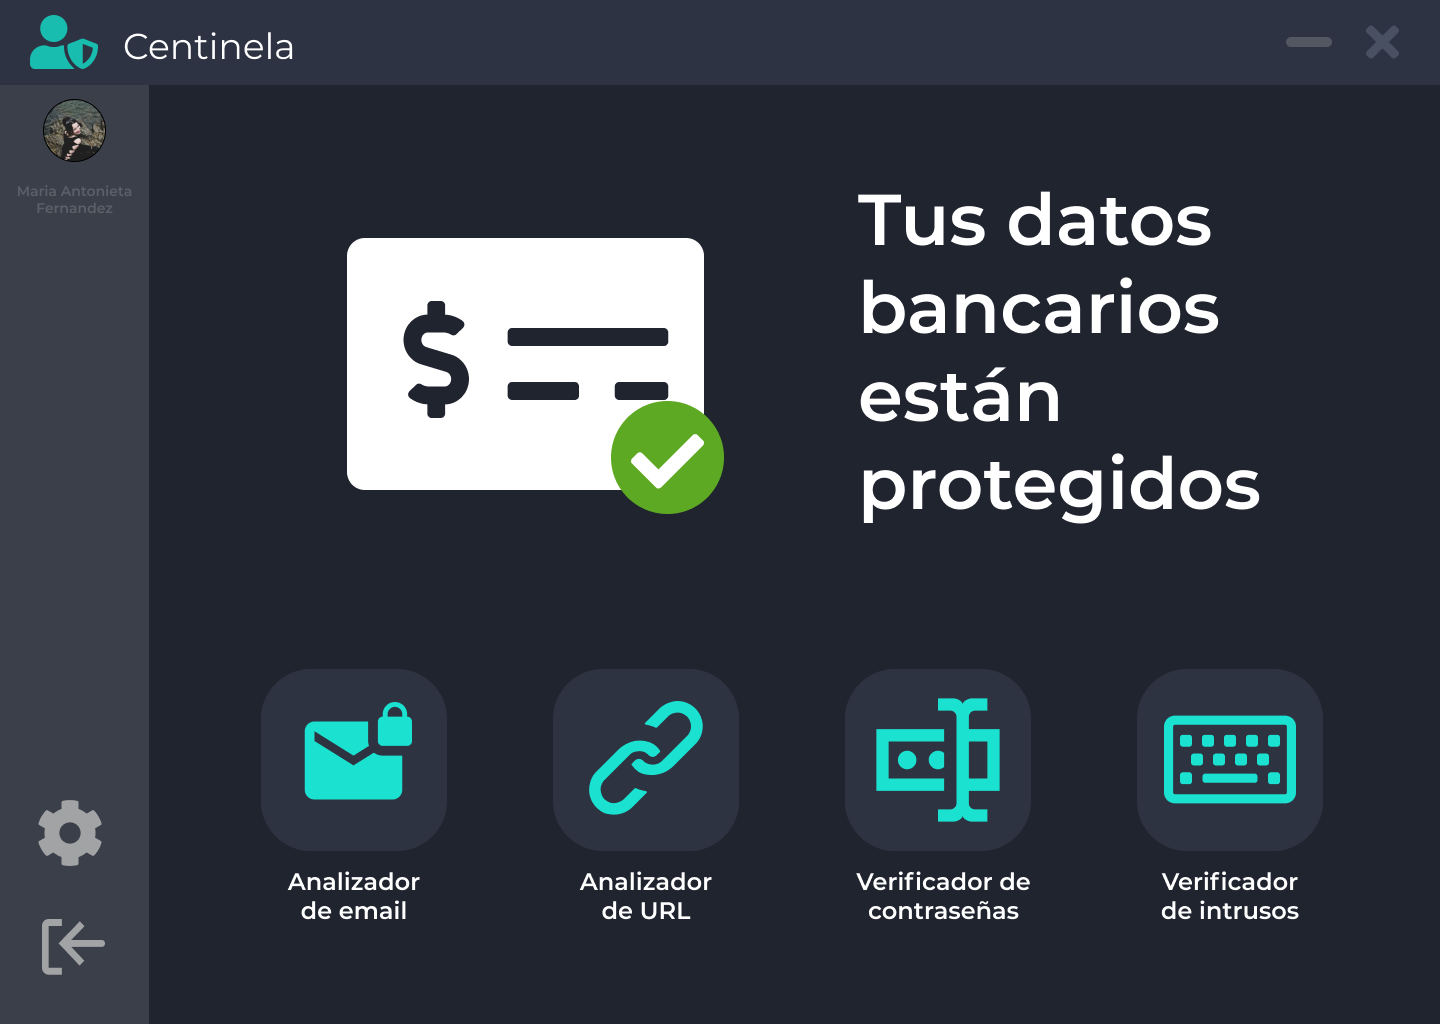 Centinela
Maria Antonieta
Fernandez
Tus datos
bancarios
están
protegidos
Analizador
de email
Analizador
de URL
Verificador de
contraseñas
Verificador
de intrusos